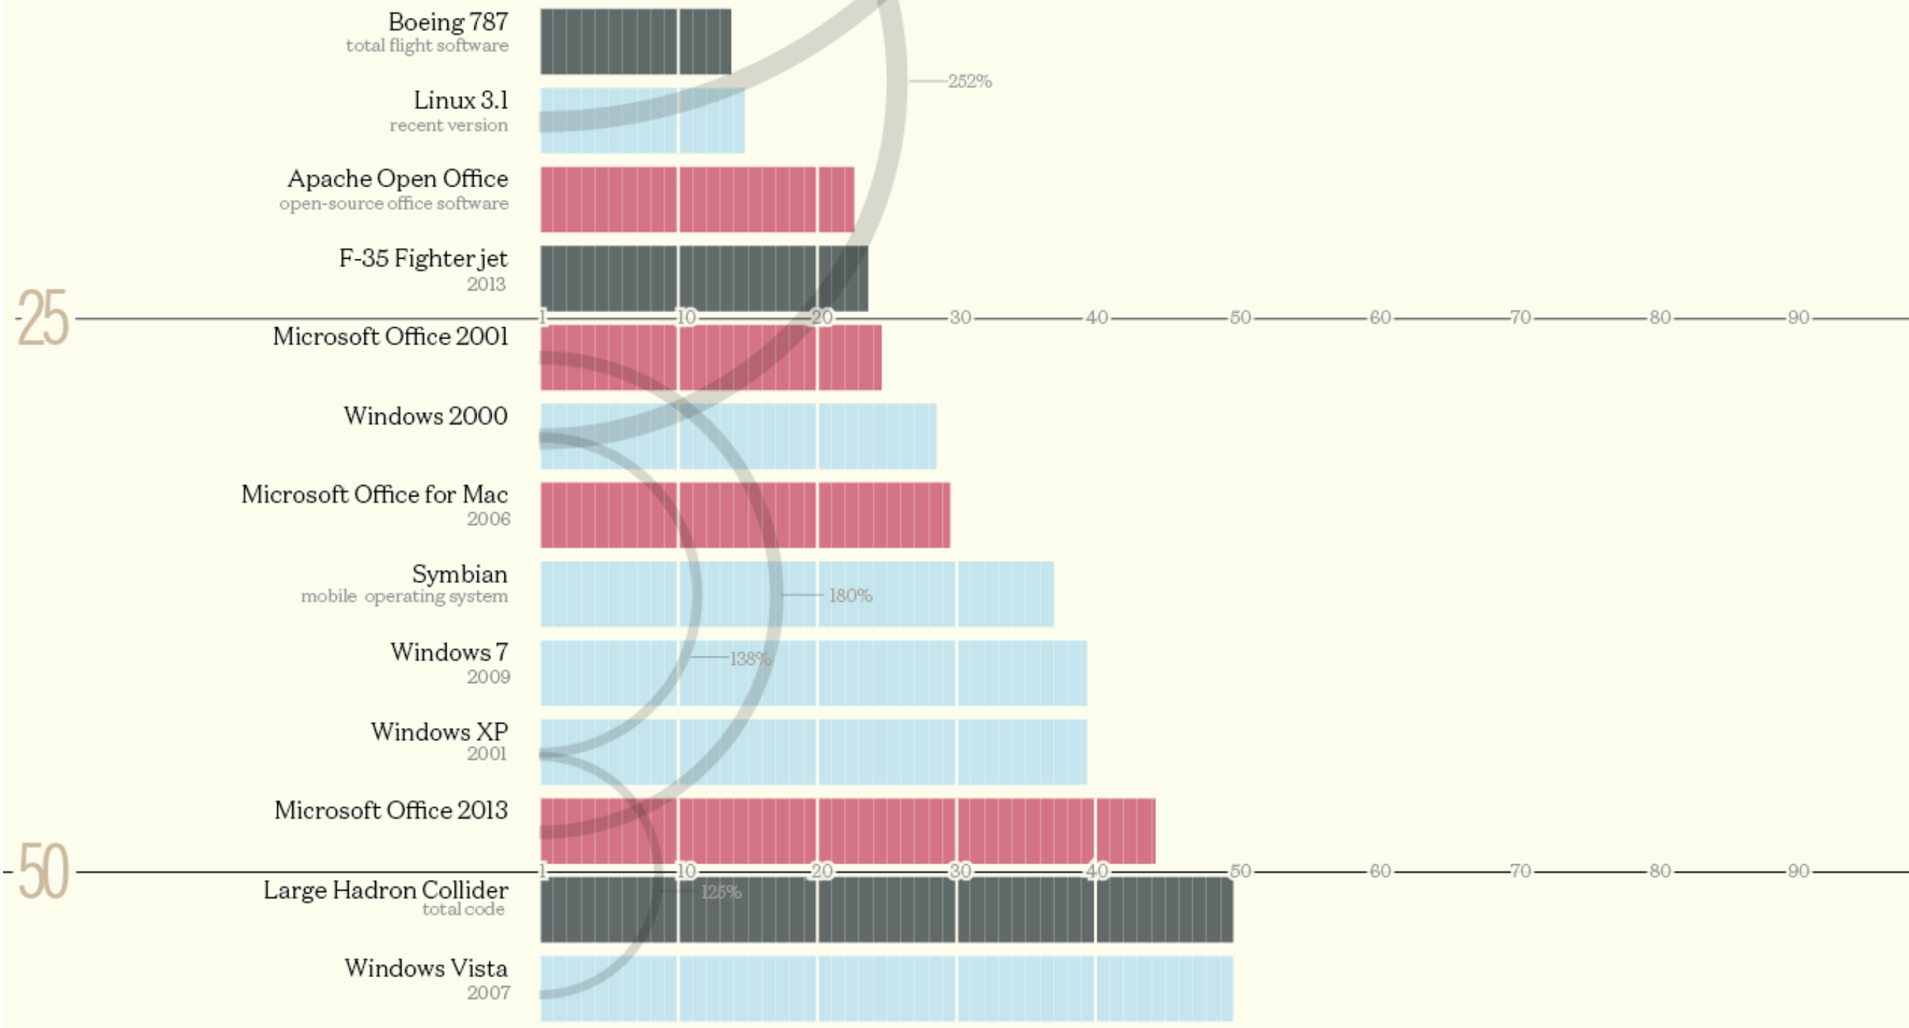 Boeing 787
total flight software
252%
Linux 3.1
recent version
Apache Open Office
open-source office software
F-35 Fighter jet
2013
25
1 10 20 30 40 50 60 70 80 90
Microsoft Office 2001
Windows 2000
Microsoft Office for Mac
2006
Symbian
mobile operating system
180%
Windows 7
2009
138%
Windows XP
2001
Microsoft Office 2013
50
1 10 20 30 40 50 60 70 80 90
Large Hadron Collider
total code
125%
Windows Vista
2007